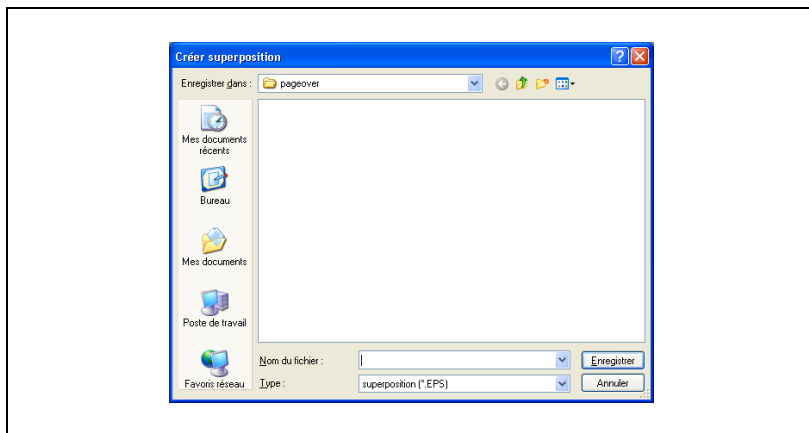 Créer superposition
Enregistrer dans :
pageover
Mes documents
récents
Bureau
Mes documents
Poste de travail
Favoris réseau
Nom du fichier :
Enregistrer
Type :
superposition (*.EPS)
Annuler